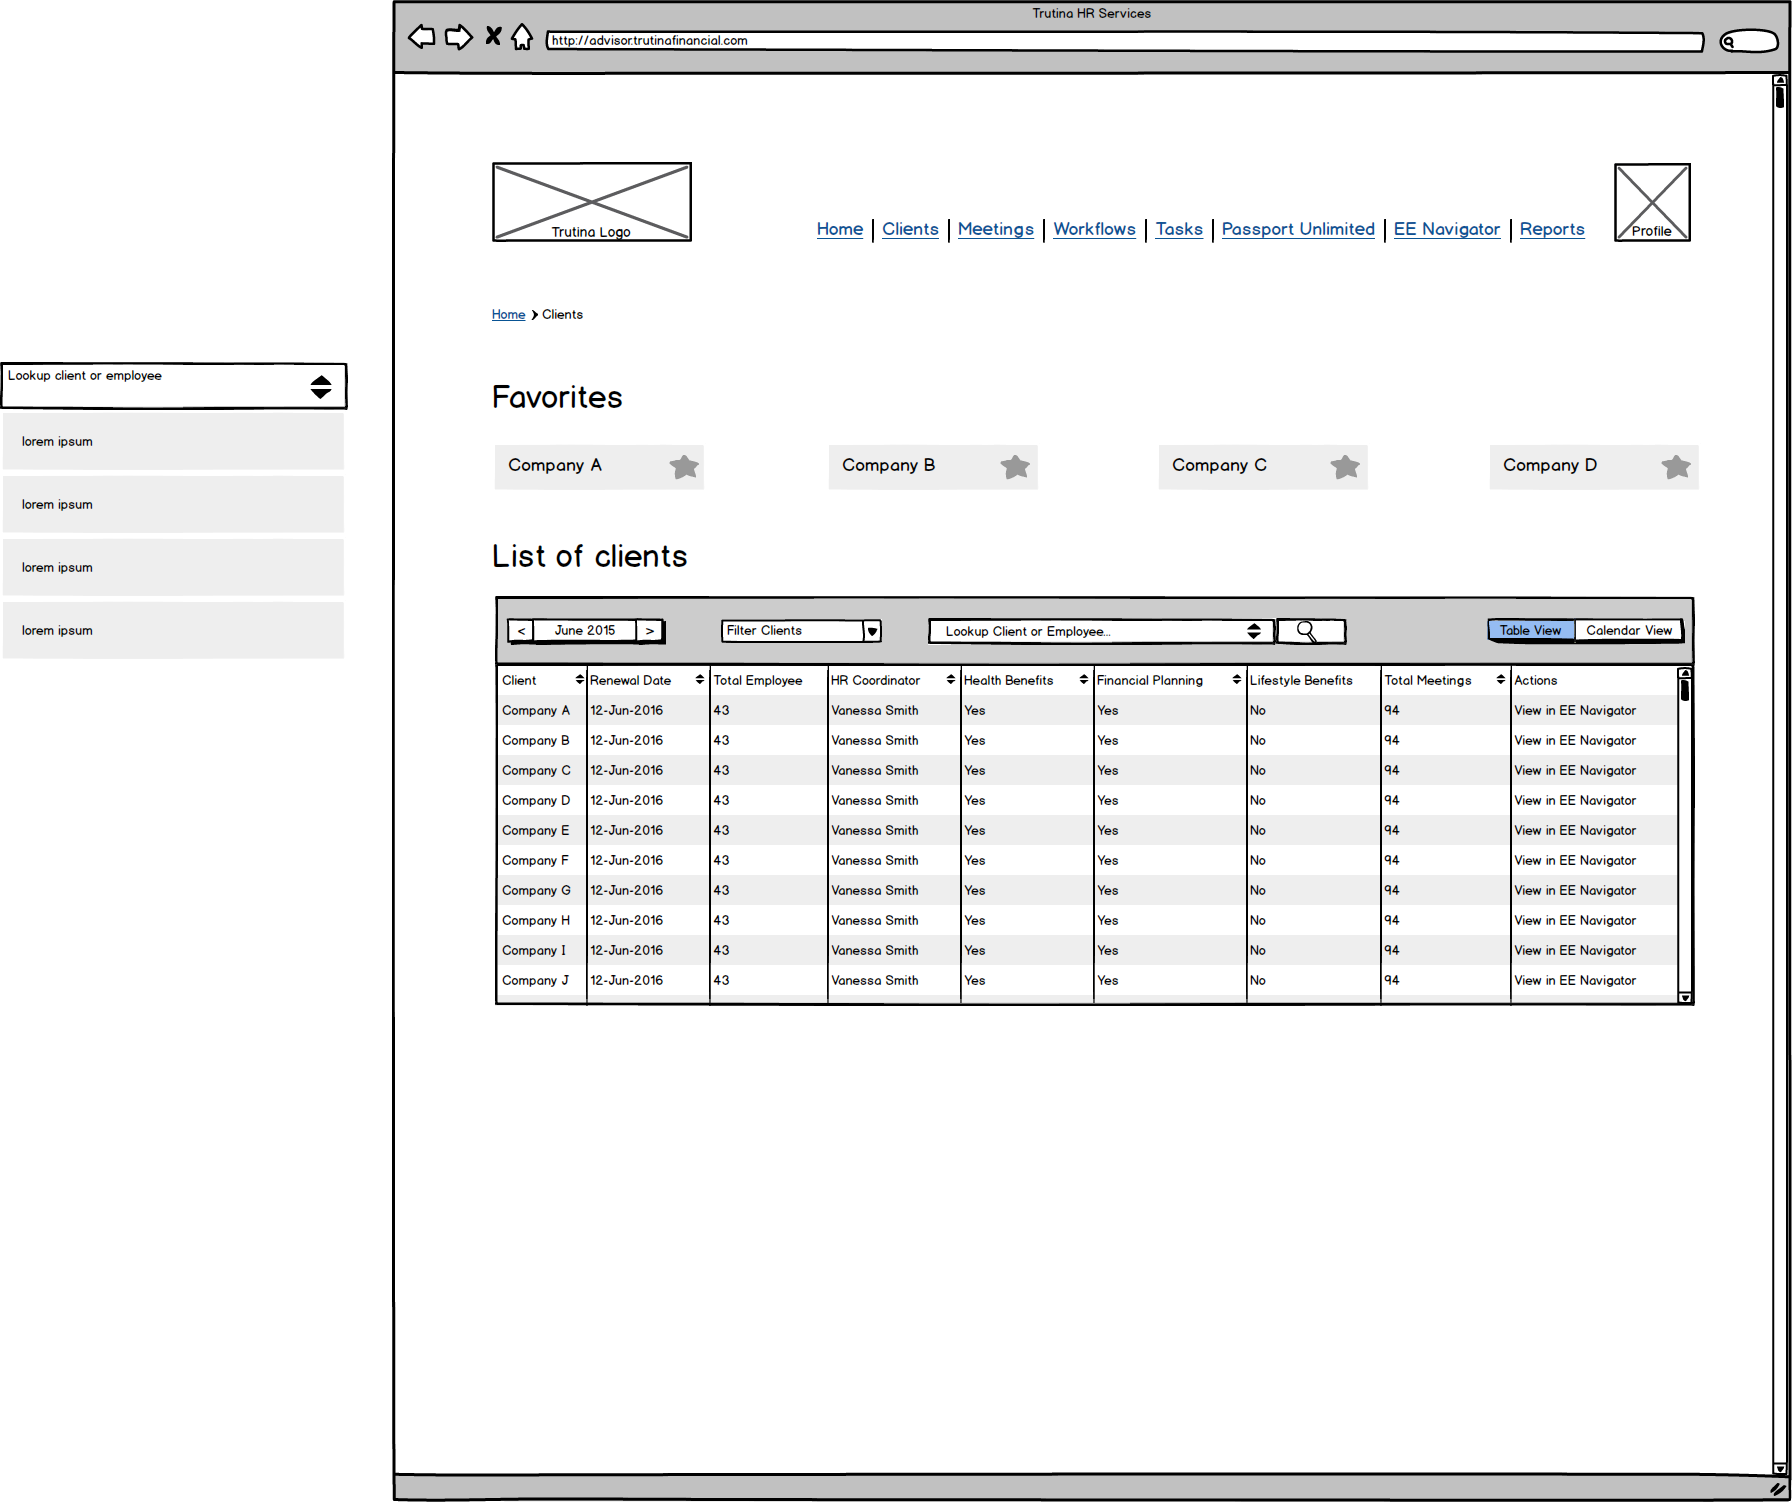 Trutina HR Services
http://advisor.trutinafinancial.com
Trutina Logo
Home | Clients | Meetings | Workflows | Tasks | Passport Unlimited | EE Navigator | Reports
Profile
Home > Clients
Lookup client or employee
lorem ipsum
lorem ipsum
lorem ipsum
lorem ipsum
Favorites
Company A Company B Company C Company D
List of clients
< June 2015 > Filter Clients Lookup Client or Employee... Table View Calendar View
Client Renewal Date Total Employee HR Coordinator Health Benefits Financial Planning Lifestyle Benefits Total Meetings Actions
Company A 12-Jun-2016 43 Vanessa Smith Yes Yes No 94 View in EE Navigator
Company B 12-Jun-2016 43 Vanessa Smith Yes Yes No 94 View in EE Navigator
Company C 12-Jun-2016 43 Vanessa Smith Yes Yes No 94 View in EE Navigator
Company D 12-Jun-2016 43 Vanessa Smith Yes Yes No 94 View in EE Navigator
Company E 12-Jun-2016 43 Vanessa Smith Yes Yes No 94 View in EE Navigator
Company F 12-Jun-2016 43 Vanessa Smith Yes Yes No 94 View in EE Navigator
Company G 12-Jun-2016 43 Vanessa Smith Yes Yes No 94 View in EE Navigator
Company H 12-Jun-2016 43 Vanessa Smith Yes Yes No 94 View in EE Navigator
Company I 12-Jun-2016 43 Vanessa Smith Yes Yes No 94 View in EE Navigator
Company J 12-Jun-2016 43 Vanessa Smith Yes Yes No 94 View in EE Navigator